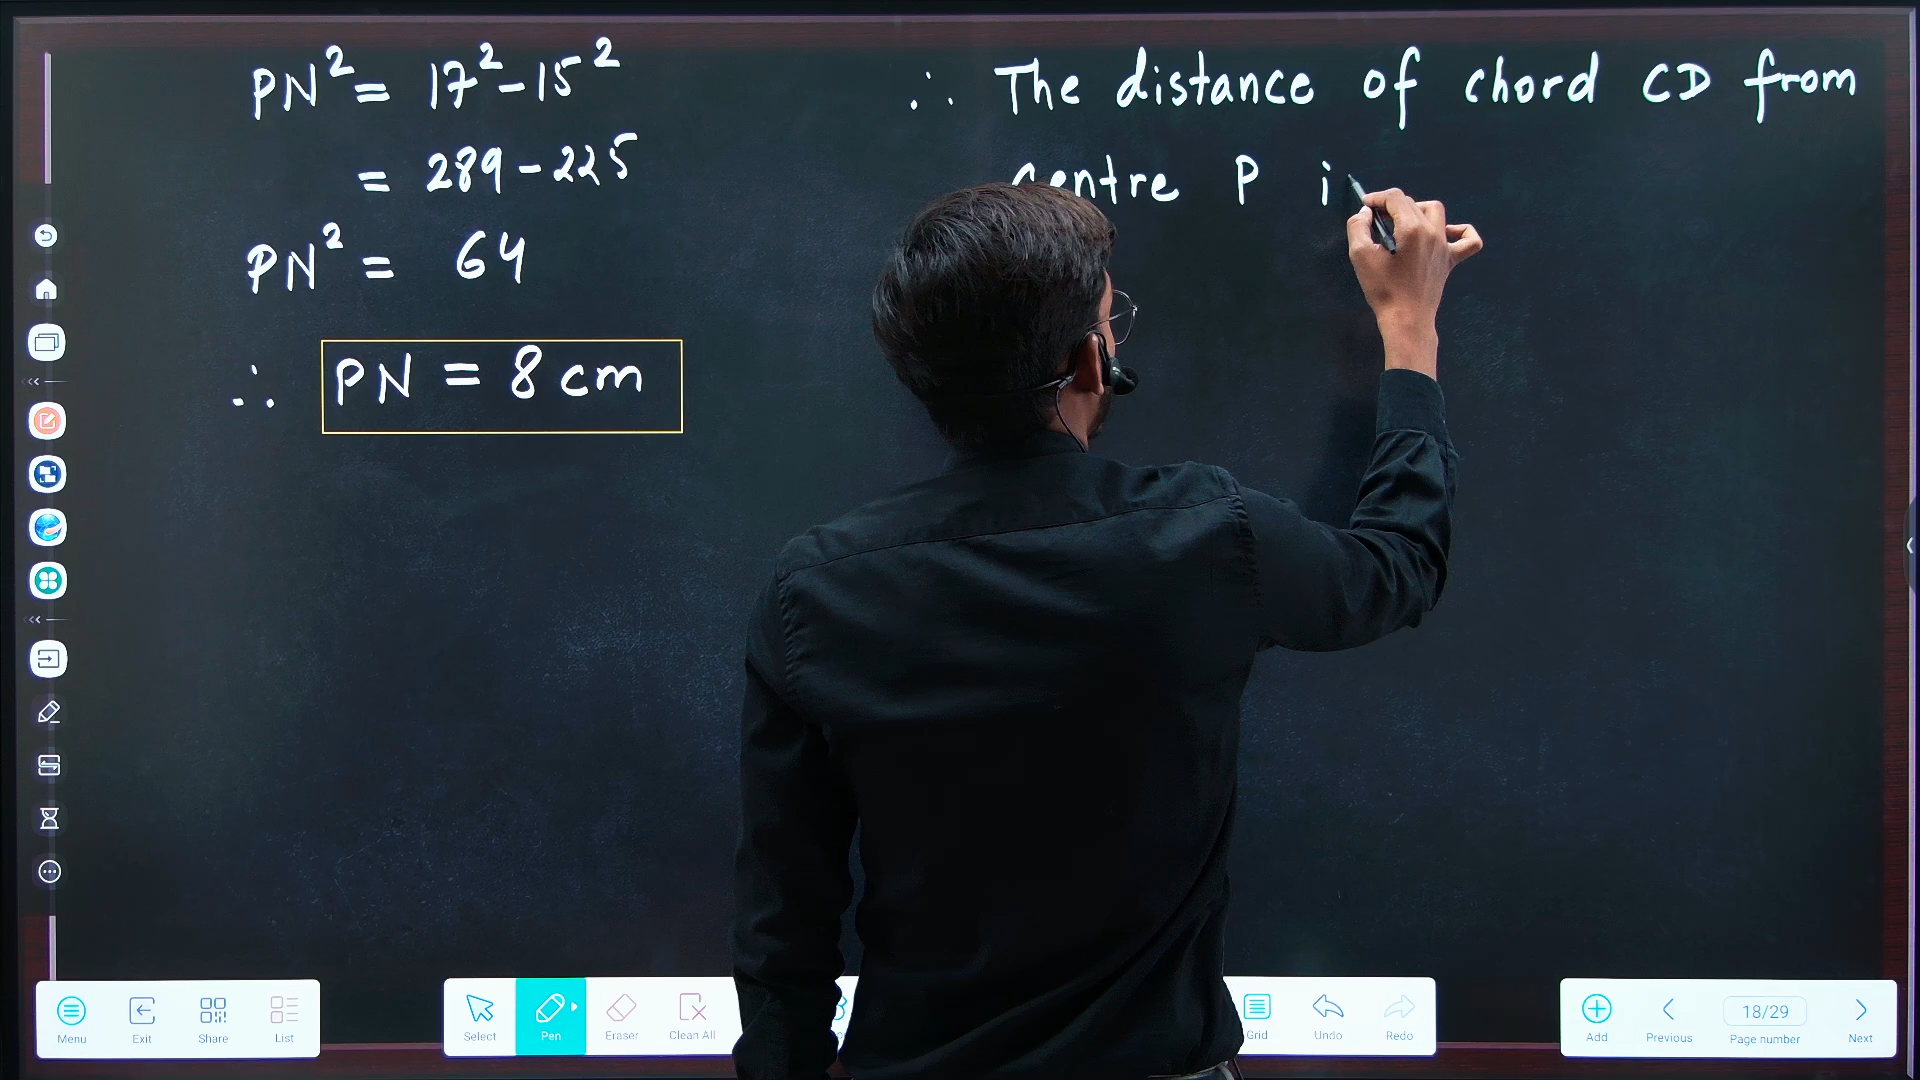 PN² = 17² - 15²
= 289 - 225
PN² = 64
∴ PN = 8 cm
∴ The distance of chord CD from
centre P i
Menu
Exit
Share
List
Select
Pen
Eraser
Clean All
Grid
Undo
Redo
Add
Previous
18/29
Page number
Next